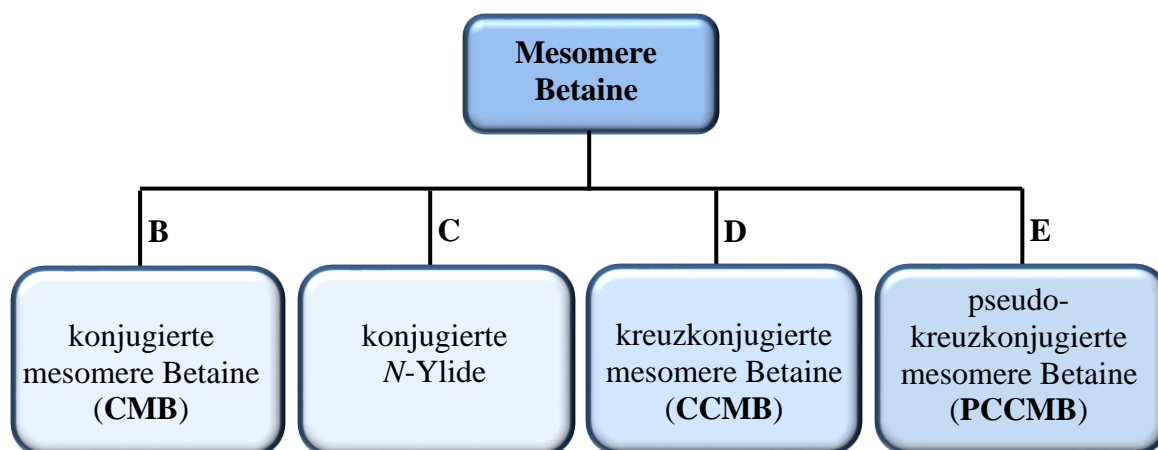 Mesomere
Betaine
B
C
D
E
konjugierte
mesomere Betaine
(CMB)
konjugierte
N-Ylide
kreuzkonjugierte
mesomere Betaine
(CCMB)
pseudo-
kreuzkonjugierte
mesomere Betaine
(PCCMB)